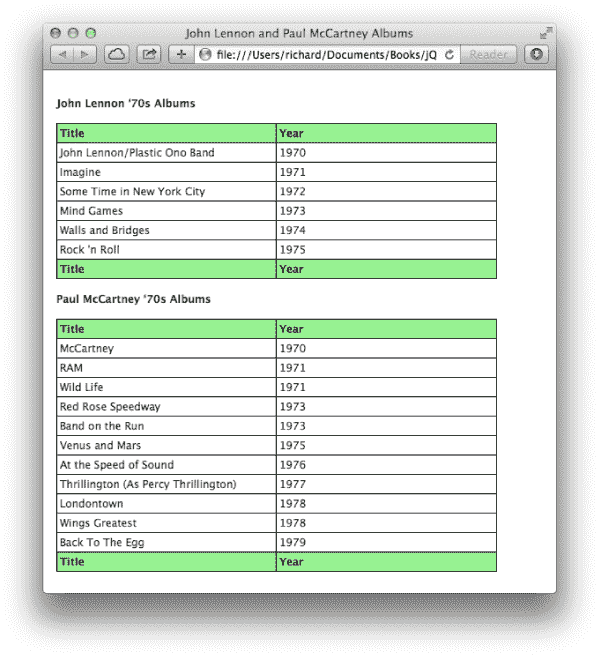 John Lennon and Paul McCartney Albums
file:///Users/richard/Documents/Books/jQ Reader
John Lennon '70s Albums
Title Year
John Lennon/Plastic Ono Band 1970
Imagine 1971
Some Time in New York City 1972
Mind Games 1973
Walls and Bridges 1974
Rock 'n Roll 1975
Title Year
Paul McCartney '70s Albums
Title Year
McCartney 1970
RAM 1971
Wild Life 1971
Red Rose Speedway 1973
Band on the Run 1973
Venus and Mars 1975
At the Speed of Sound 1976
Thrillington (As Percy Thrillington) 1977
Londontown 1978
Wings Greatest 1978
Back To The Egg 1979
Title Year